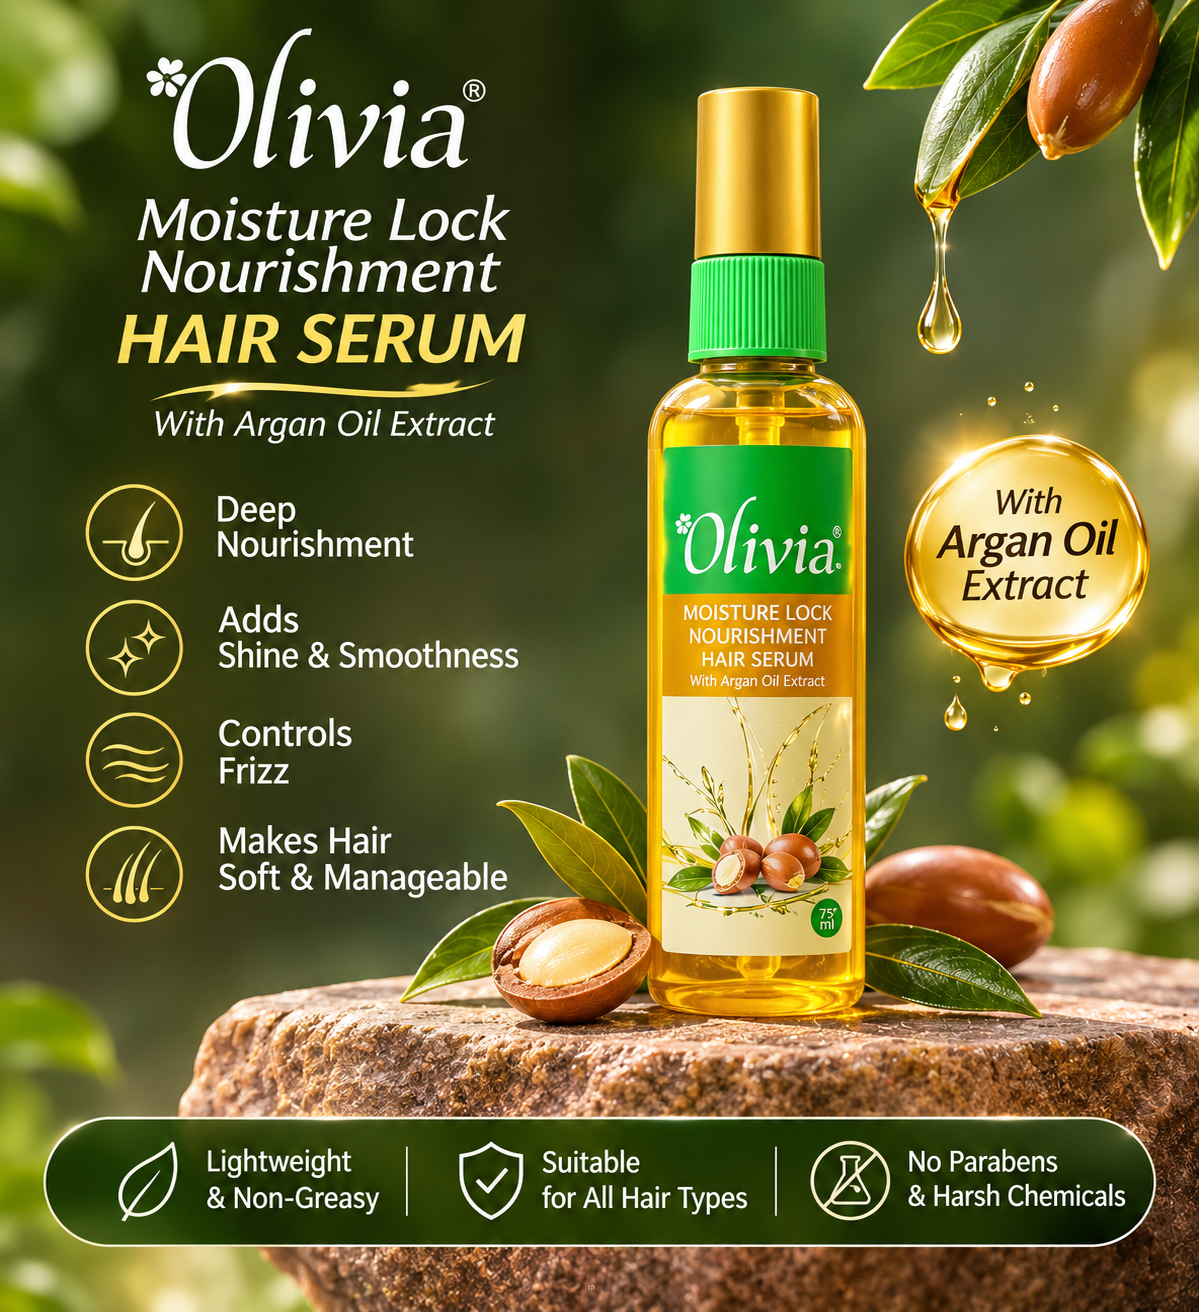 Olivia®
Moisture Lock
Nourishment
HAIR SERUM
With Argan Oil Extract
Deep
Nourishment
Adds
Shine & Smoothness
Controls
Frizz
Makes Hair
Soft & Manageable
Olivia®
MOISTURE LOCK
NOURISHMENT
HAIR SERUM
With Argan Oil Extract
75
ml
With
Argan Oil
Extract
Lightweight
& Non-Greasy
Suitable
for All Hair Types
No Parabens
& Harsh Chemicals